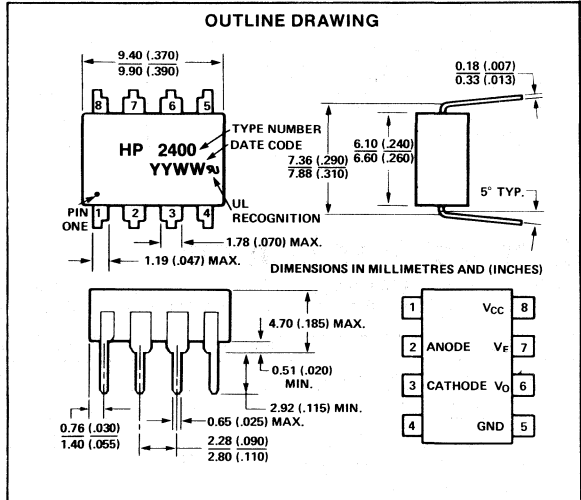 OUTLINE DRAWING
9.40 (.370)
9.90 (.390)
0.18 (.007)
0.33 (.013)
8 7 6 5
HP 2400
YYWW
TYPE NUMBER
DATE CODE
UL
RECOGNITION
PIN
ONE
1 2 3 4
7.36 (.290)
7.88 (.310)
6.10 (.240)
6.60 (.260)
5° TYP.
1.78 (.070) MAX.
1.19 (.047) MAX.
DIMENSIONS IN MILLIMETRES AND (INCHES)
4.70 (.185) MAX.
0.51 (.020)
MIN.
2.92 (.115) MIN.
0.65 (.025) MAX.
0.76 (.030)
1.40 (.055)
2.28 (.090)
2.80 (.110)
1 VCC 8
2 ANODE VE 7
3 CATHODE VO 6
4 GND 5